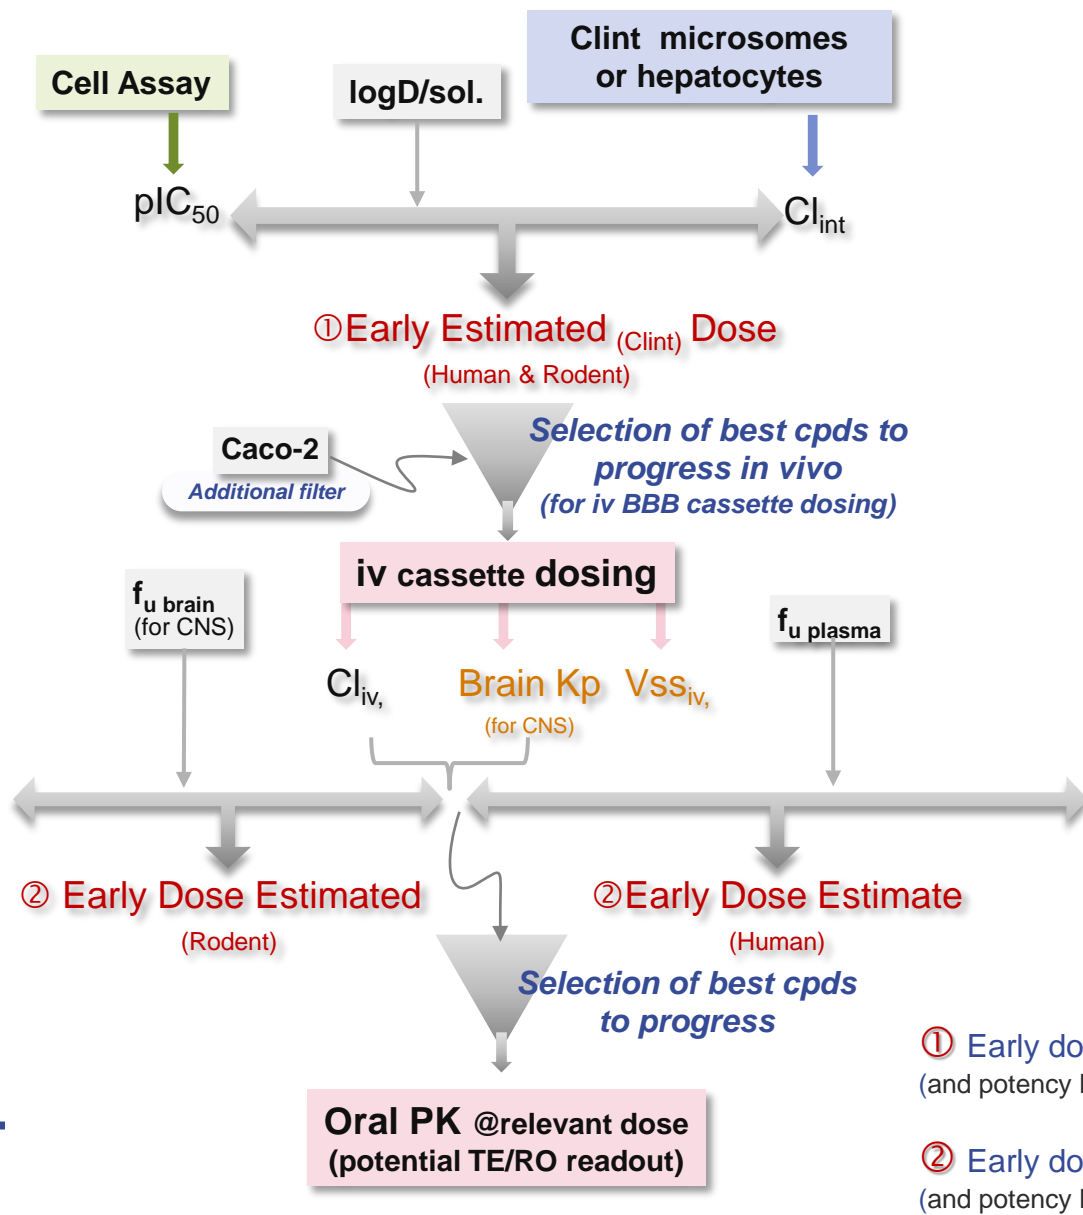 Clint microsomes
or hepatocytes
Cell Assay
logD/sol.
pIC50
Clint
①Early Estimated (Clint) Dose
(Human & Rodent)
Selection of best cpds to
progress in vivo
(for iv BBB cassette dosing)
Caco-2
Additional filter
iv cassette dosing
fu brain
(for CNS)
fu plasma
Cliv,
Brain Kp
(for CNS)
Vssiv,
② Early Dose Estimated
(Rodent)
②Early Dose Estimate
(Human)
Selection of best cpds
to progress
Oral PK @relevant dose
(potential TE/RO readout)
① Early
(and potency
② Early
(and potency